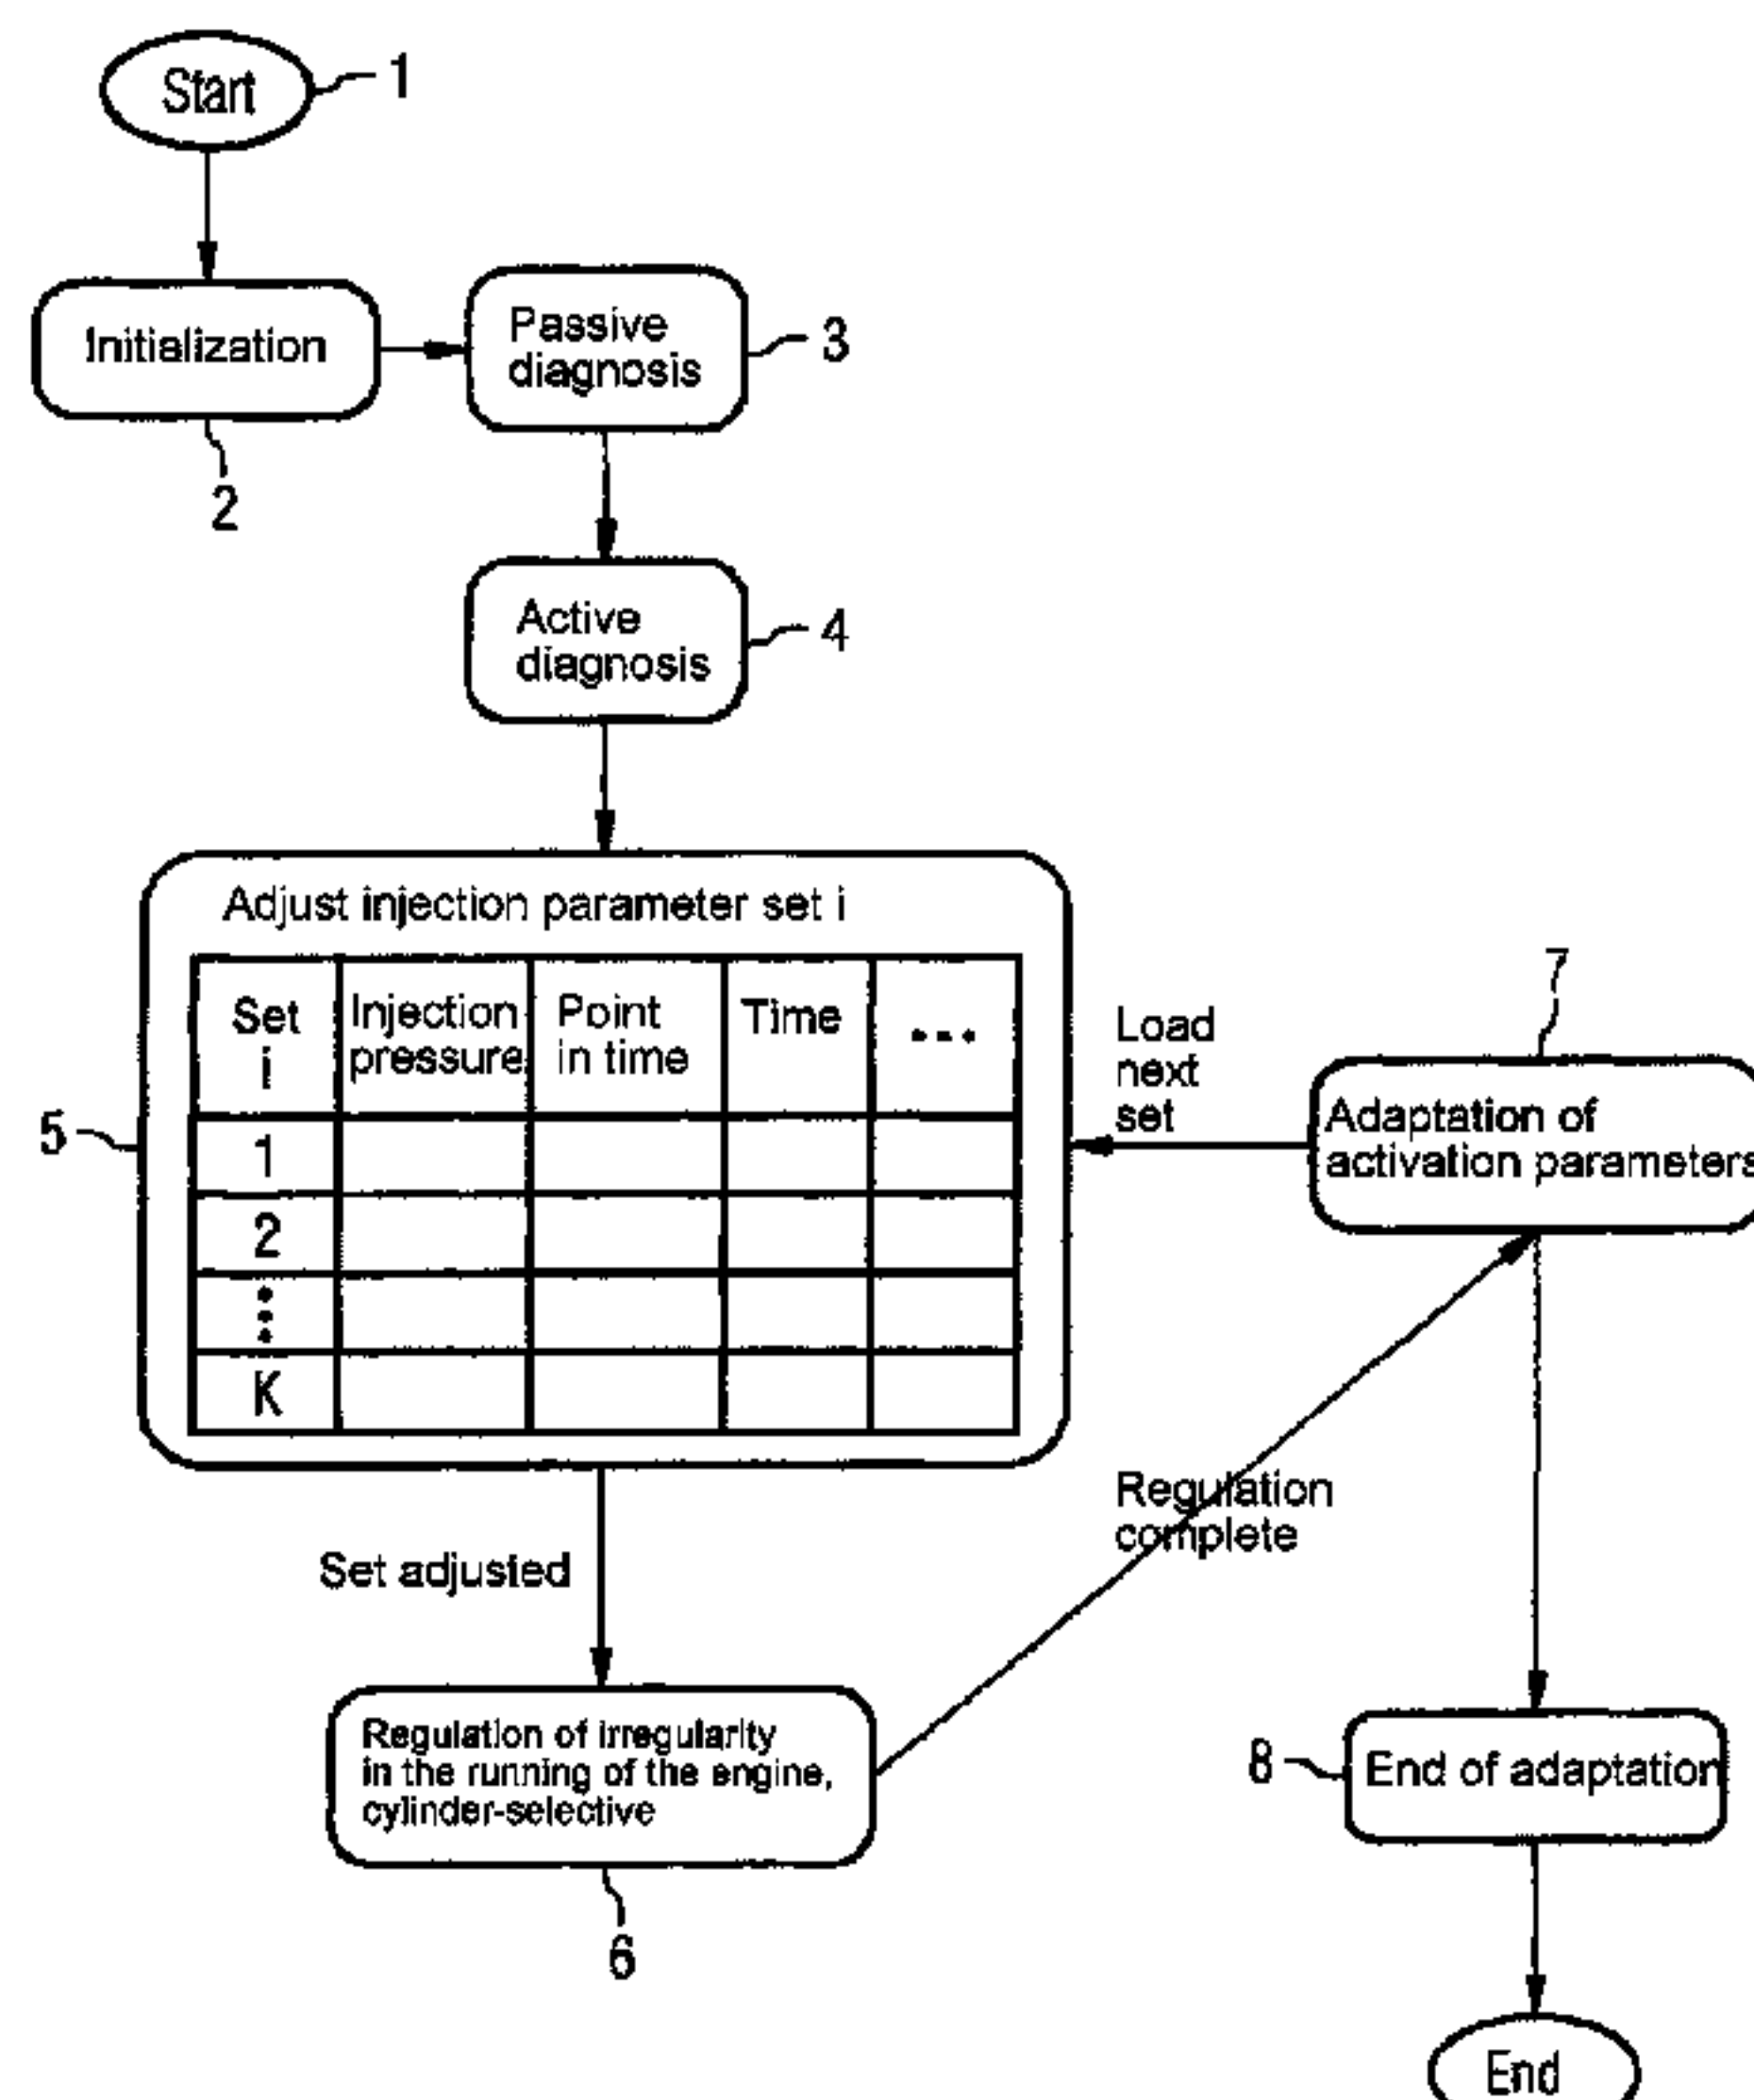 Start
1
Initialization
2
Passive
diagnosis
3
Active
diagnosis
4
Adjust injection parameter set i
Set
i
Injection
pressure
Point
in time
Time
...
1
2
⋮
K
5
Load
next
set
7
Adaptation of
activation parameters
Set adjusted
Regulation
complete
Regulation of irregularity
in the running of the engine,
cylinder-selective
6
8
End of adaptation
End